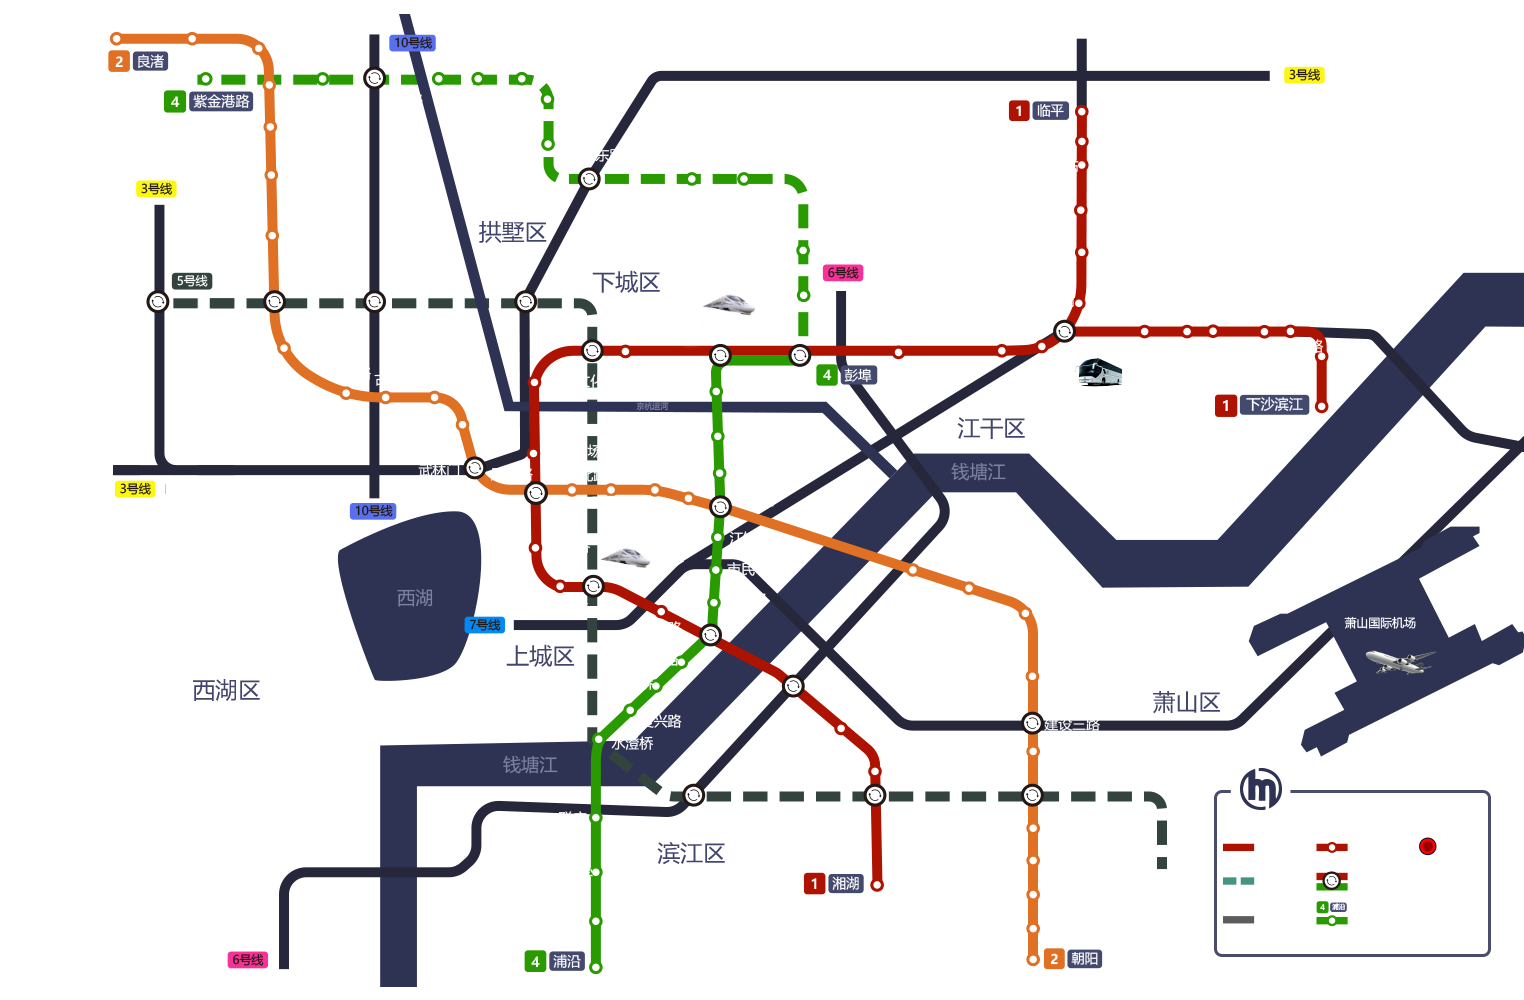 10号线
2 良渚
3号线
4 紫金港路
1 临平
3号线
拱墅区
5号线
下城区
6号线
4 彭埠
1 下沙滨江
京杭运河
江干区
武林门
钱塘江
3号线
10号线
西湖
7号线
萧山国际机场
上城区
西湖区
萧山区
建设三路
水澄桥
钱塘江
滨江区
1 湘湖
6号线
4 浦沿
2 朝阳
4